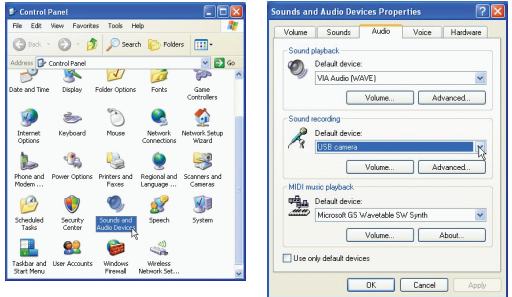 Control Panel
File Edit View Favorites Tools Help
Back Search Folders
Address Control Panel Go
Date and Time Display Folder Options Fonts Game Controllers
Internet Options Keyboard Mouse Network Connections Network Setup Wizard
Phone and Modem ... Power Options Printers and Faxes Regional and Language ... Scanners and Cameras
Scheduled Tasks Security Center Sounds and Audio Devices Speech System
Taskbar and Start Menu User Accounts Windows Firewall Wireless Network Set...
Sounds and Audio Devices Properties
Volume Sounds Audio Voice Hardware
Sound playback
Default device:
VIA Audio (WAVE)
Volume... Advanced...
Sound recording
Default device:
USB camera
Volume... Advanced...
MIDI music playback
Default device:
Microsoft GS Wavetable SW Synth
Volume... About...
Use only default devices
OK Cancel Apply